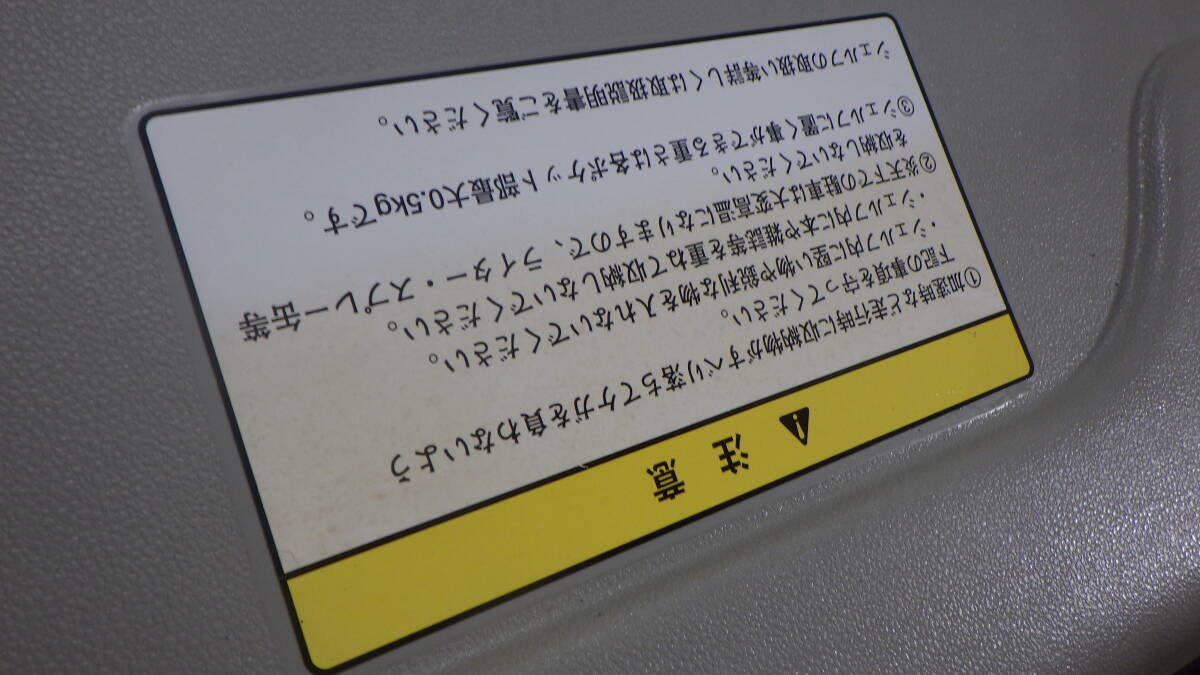 注意
①加速時など走行時に収納物がすべり落ちてケガを負わないよう
下記の事項を守ってください。
・シェルフ内に堅い物や鋭利な物を入れないでください。
・シェルフ内に本や雑誌等を重ねて収納しないでください。
②炎天下での駐車は大変高温になりますので、ライター・スプレー缶等
を収納しないでください。
③シェルフに置く事ができる重さは各ポケット部最大0.5kgです。
シェルフの取扱い等詳しくは取扱説明書をご覧ください。